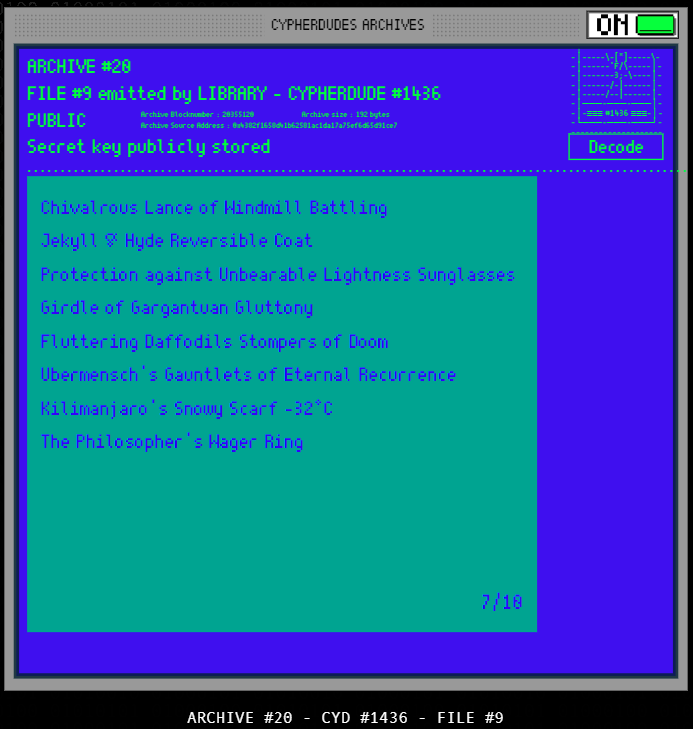 CYPHERDUDES ARCHIVES
ON
ARCHIVE #20
FILE #9 emitted by LIBRARY - CYPHERDUDE #1436
PUBLIC
Archive Blocknumber : 20355120
Archive size : 192 bytes
Archive Source Address :
#1436
Secret key publicly stored
Decode
Chivalrous Lance of Windmill Battling
Jekyll & Hyde Reversible Coat
Protection against Unbearable Lightness Sunglasses
Girdle of Gargantuan Gluttony
Fluttering Daffodils Stompers of Doom
Ubermensch's Gauntlets of Eternal Recurrence
Kilimanjaro's Snowy Scarf -32°C
The Philosopher's Wager Ring
7/10
ARCHIVE #20 - CYD #1436 - FILE #9